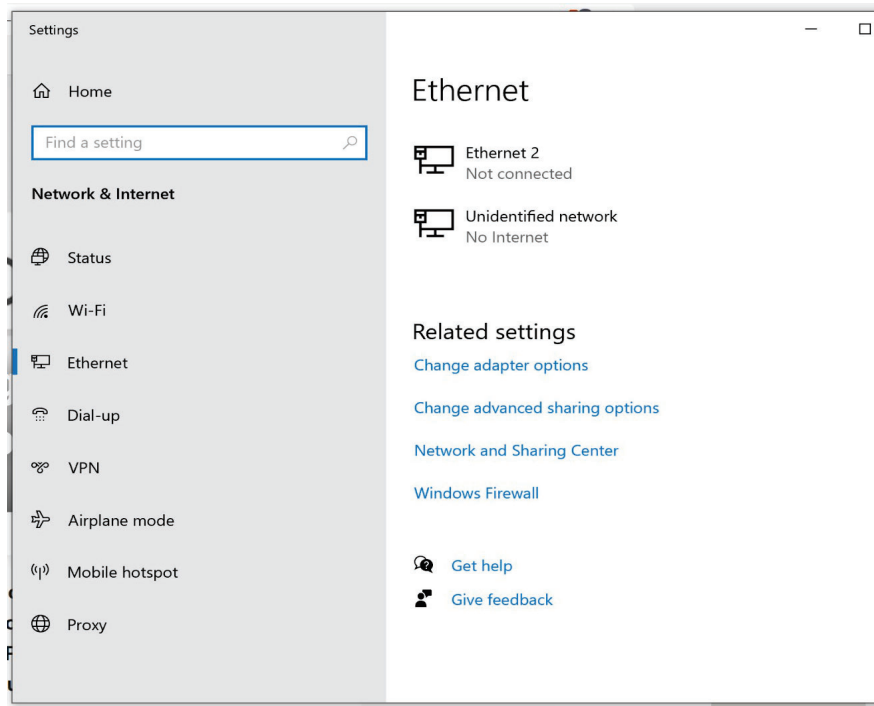 Settings
Home
Find a setting
Network & Internet
Status
Wi-Fi
Ethernet
Dial-up
VPN
Airplane mode
Mobile hotspot
Proxy
Ethernet
Ethernet 2
Not connected
Unidentified network
No Internet
Related settings
Change adapter options
Change advanced sharing options
Network and Sharing Center
Windows Firewall
Get help
Give feedback